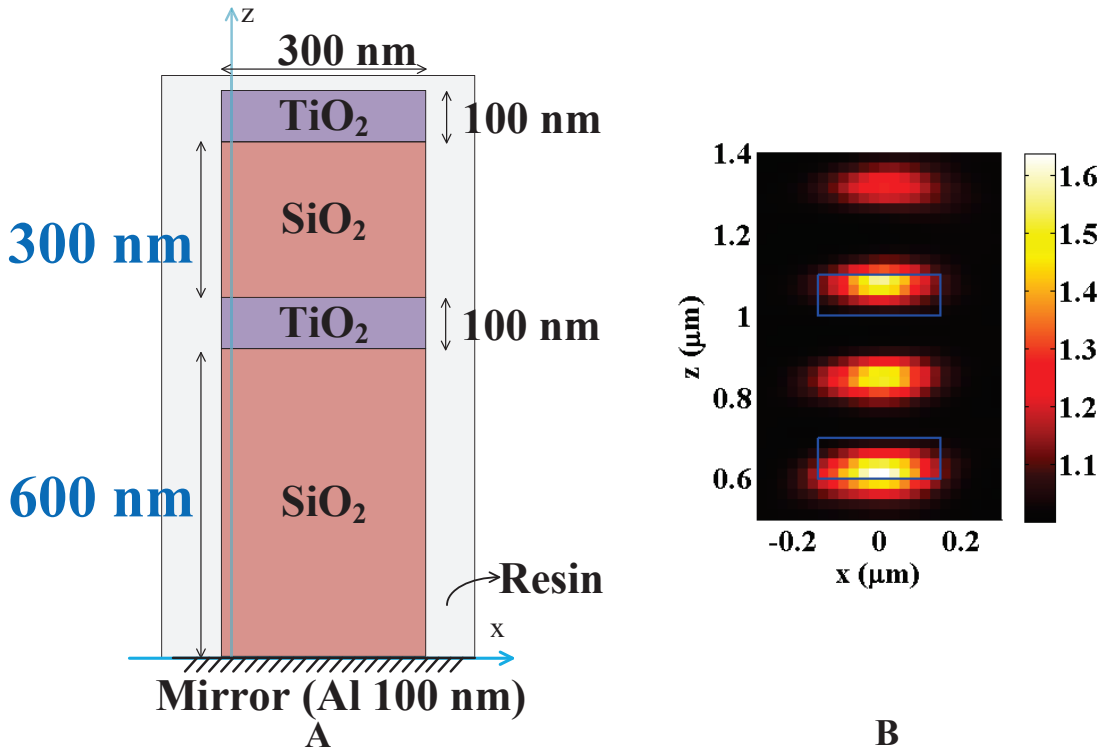 z
300 nm
TiO₂
100 nm
SiO₂
300 nm
TiO₂
100 nm
600 nm
SiO₂
Resin
x
Mirror (Al 100 nm)
A
1.4
1.2
1
0.8
0.6
z (μm)
-0.2 0 0.2
x (μm)
1.6
1.5
1.4
1.3
1.2
1.1
B